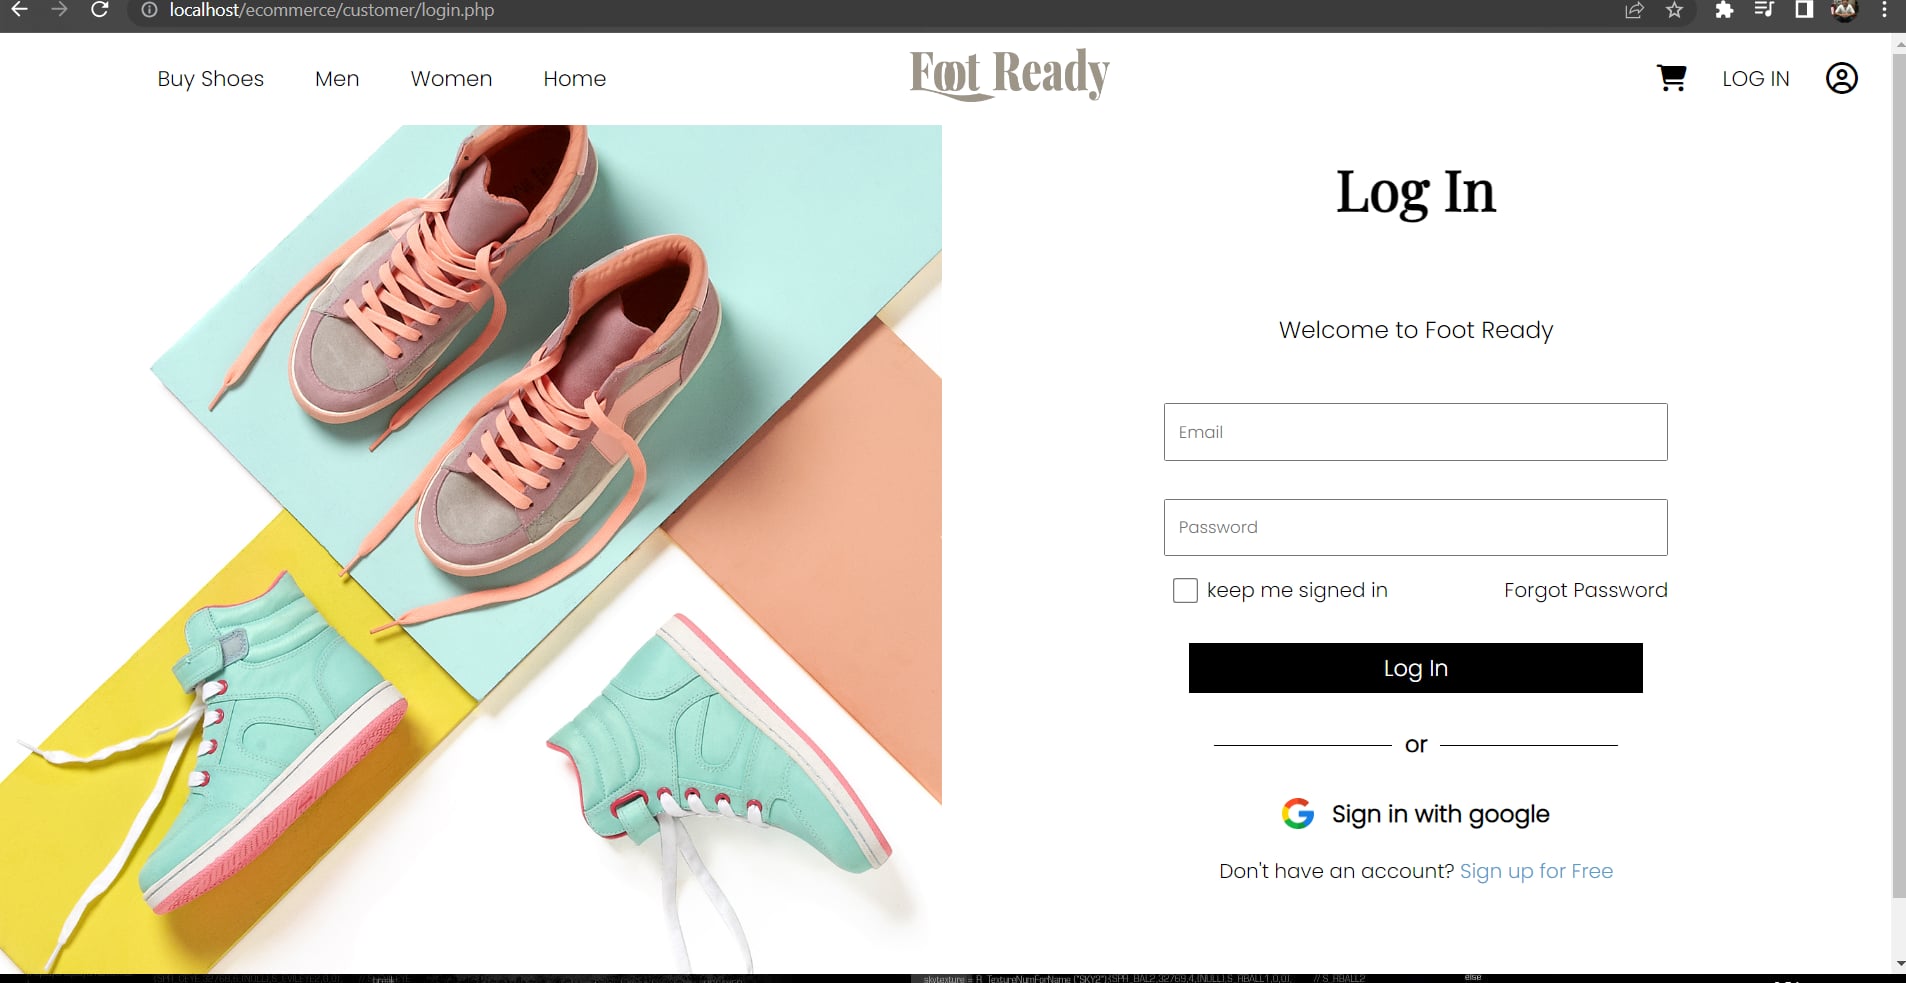 localhost/ecommerce/customer/login.php
Buy Shoes Men Women Home
Foot Ready
LOG IN
Log In
Welcome to Foot Ready
Email
Password
keep me signed in Forgot Password
Log In
or
Sign in with google
Don't have an account? Sign up for Free
break;
else